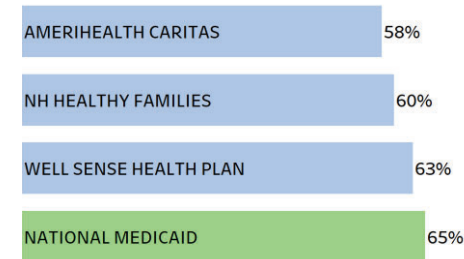 AMERIHEALTH CARITAS 58%
NH HEALTHY FAMILIES 60%
WELL SENSE HEALTH PLAN 63%
NATIONAL MEDICAID 65%